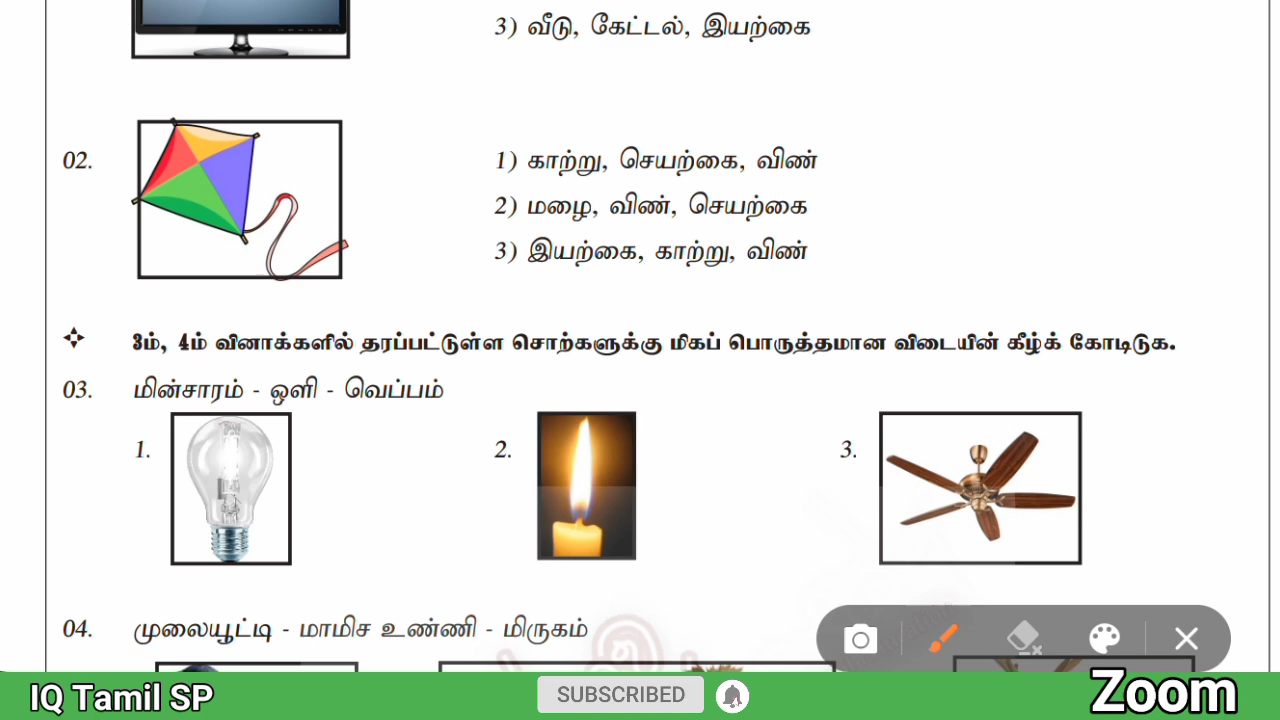 3) வீடு, கேட்டல், இயற்கை
02.
1) காற்று, செயற்கை, விண்
2) மழை, விண், செயற்கை
3) இயற்கை, காற்று, விண்
3ம், 4ம் வினாக்களில் தரப்பட்டுள்ள சொற்களுக்கு மிகப் பொருத்தமான விடையின் கீழ்க் கோடிடுக.
03. மின்சாரம் - ஒளி - வெப்பம்
1. 2. 3.
04. முலையூட்டி - மாமிச உண்ணி - மிருகம்
IQ Tamil SP SUBSCRIBED Zoom